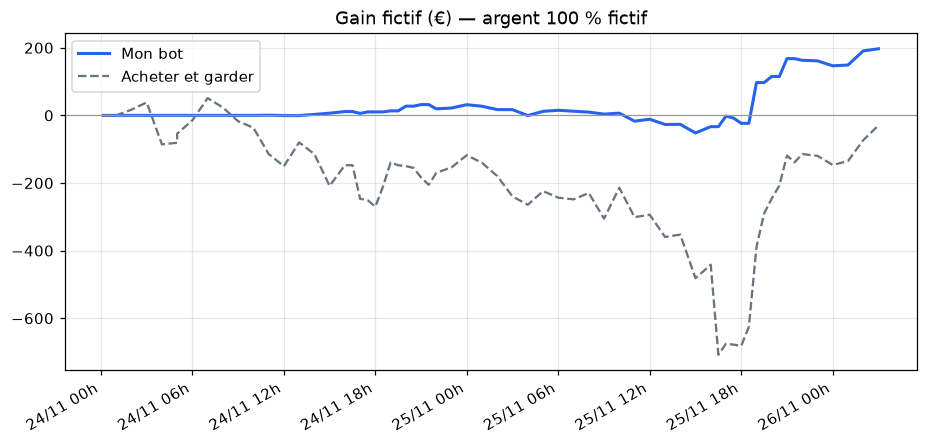 Gain fictif (€) — argent 100 % fictif
Mon bot
Acheter et garder
200
0
−200
−400
−600
24/11 00h
24/11 06h
24/11 12h
24/11 18h
25/11 00h
25/11 06h
25/11 12h
25/11 18h
26/11 00h